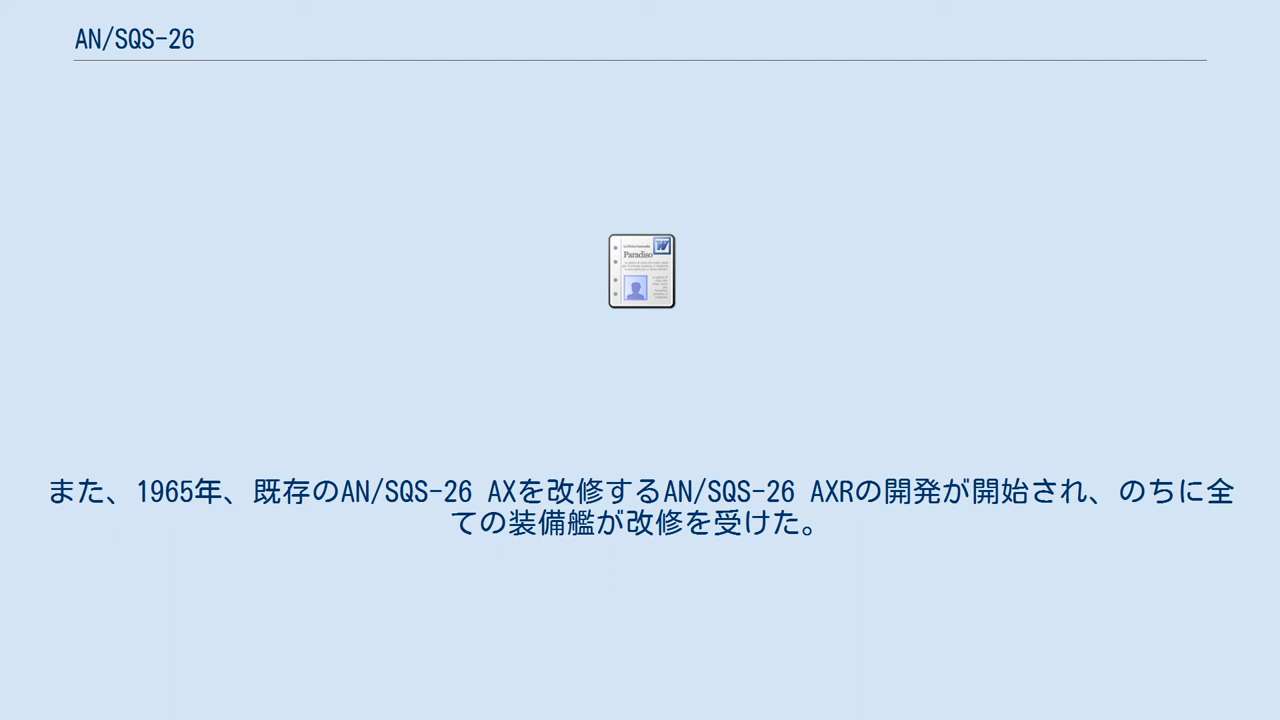 AN/SQS-26
Paradiso
W
また、1965年、既存のAN/SQS-26 AXを改修するAN/SQS-26 AXRの開発が開始され、のちに全
ての装備艦が改修を受けた。